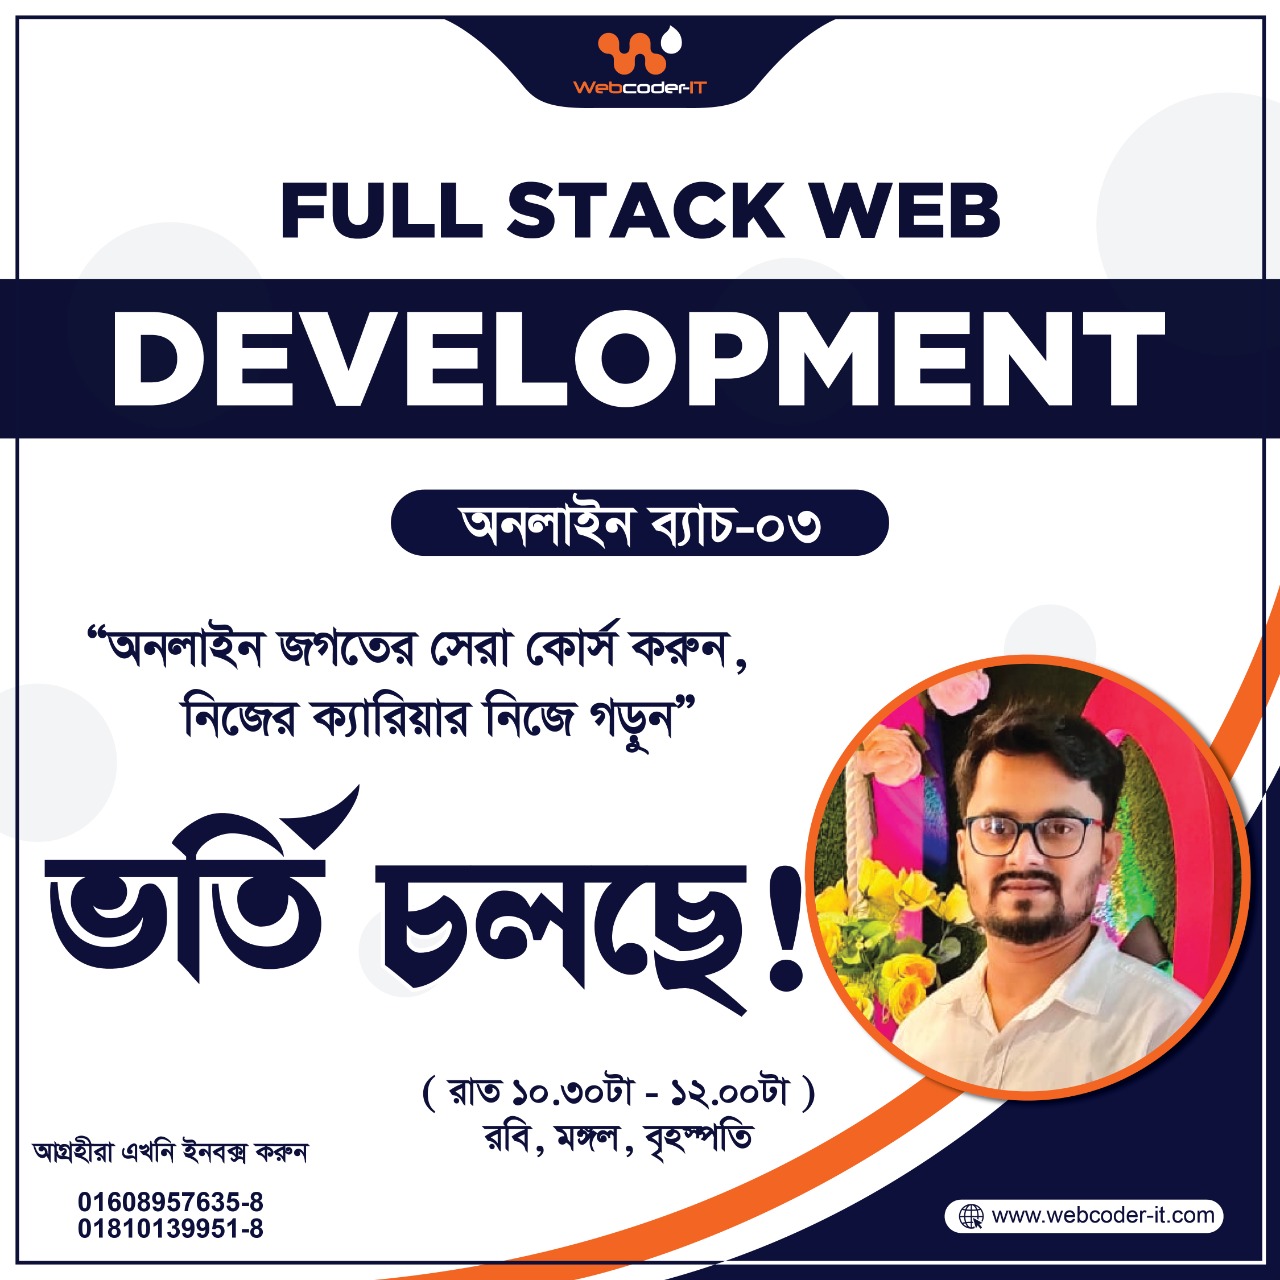 Webcoder-IT
FULL STACK WEB
DEVELOPMENT
অনলাইন ব্যাচ-০৩
“অনলাইন জগতের সেরা কোর্স করুন,
নিজের ক্যারিয়ার নিজে গড়ুন”
ভর্তি চলছে!
( রাত ১০.৩০টা - ১২.০০টা )
রবি, মঙ্গল, বৃহস্পতি
আগ্রহীরা এখনি ইনবক্স করুন
01608957635-8
01810139951-8
www.webcoder-it.com